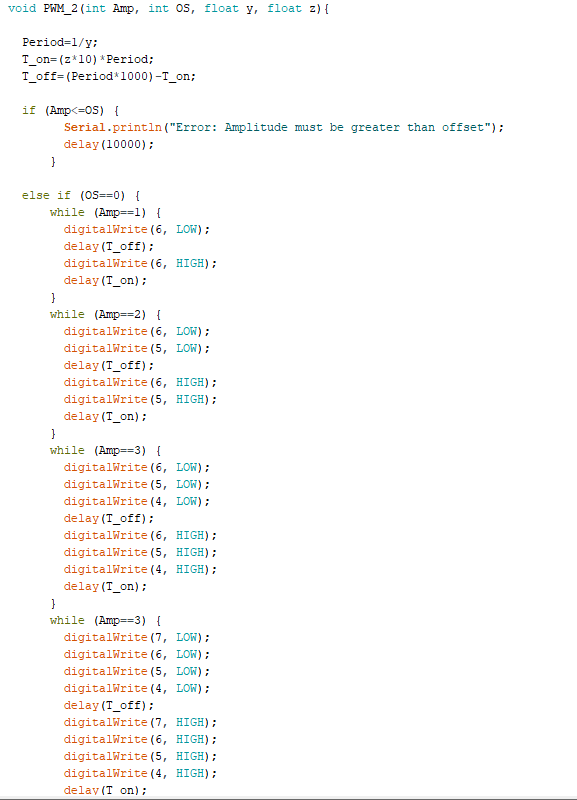 void PWM_2(int Amp, int OS, float y, float z){
Period=1/y;
T_on=(z*10)*Period;
T_off=(Period*1000)-T_on;
if (Amp<=OS) {
Serial.println("Error: Amplitude must be greater than offset");
delay(10000);
}
else if (OS==0) {
while (Amp==1) {
digitalWrite(6, LOW);
delay(T_off);
digitalWrite(6, HIGH);
delay(T_on);
}
while (Amp==2) {
digitalWrite(6, LOW);
digitalWrite(5, LOW);
delay(T_off);
digitalWrite(6, HIGH);
digitalWrite(5, HIGH);
delay(T_on);
}
while (Amp==3) {
digitalWrite(6, LOW);
digitalWrite(5, LOW);
digitalWrite(4, LOW);
delay(T_off);
digitalWrite(6, HIGH);
digitalWrite(5, HIGH);
digitalWrite(4, HIGH);
delay(T_on);
}
while (Amp==3) {
digitalWrite(7, LOW);
digitalWrite(6, LOW);
digitalWrite(5, LOW);
digitalWrite(4, LOW);
delay(T_off);
digitalWrite(7, HIGH);
digitalWrite(6, HIGH);
digitalWrite(5, HIGH);
digitalWrite(4, HIGH);
delay(T_on);